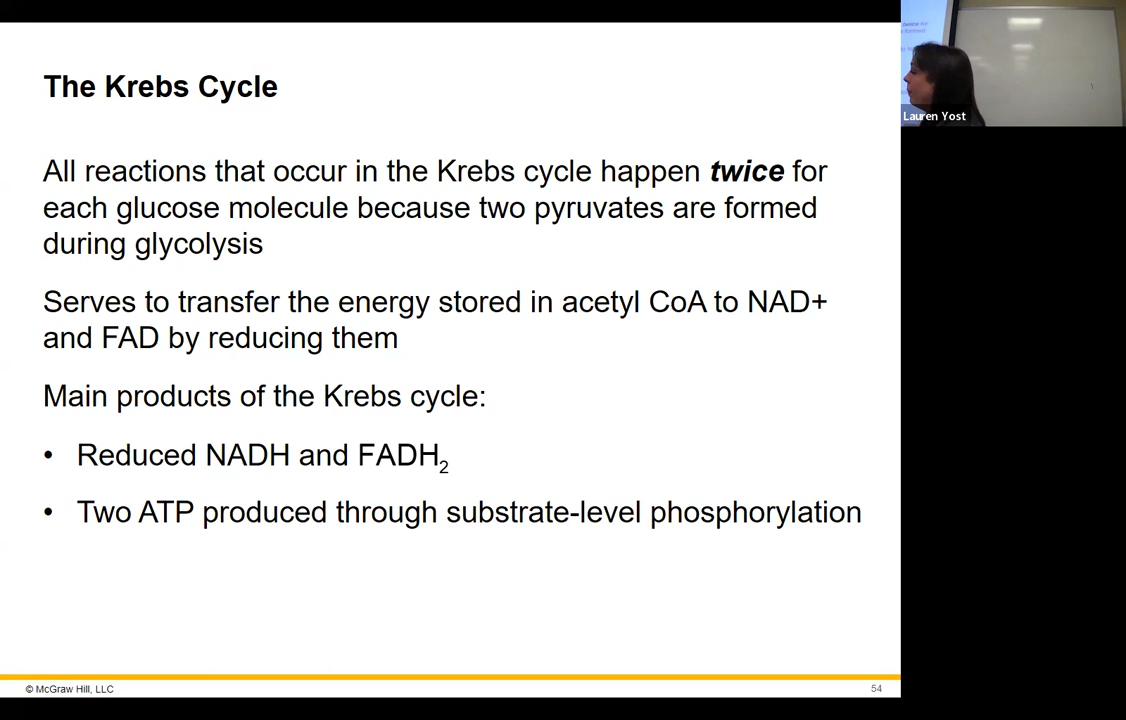 The Krebs Cycle
All reactions that occur in the Krebs cycle happen twice for
each glucose molecule because two pyruvates are formed
during glycolysis
Serves to transfer the energy stored in acetyl CoA to NAD+
and FAD by reducing them
Main products of the Krebs cycle:
• Reduced NADH and FADH2
• Two ATP produced through substrate-level phosphorylation
© McGraw Hill, LLC
54
Lauren Yost